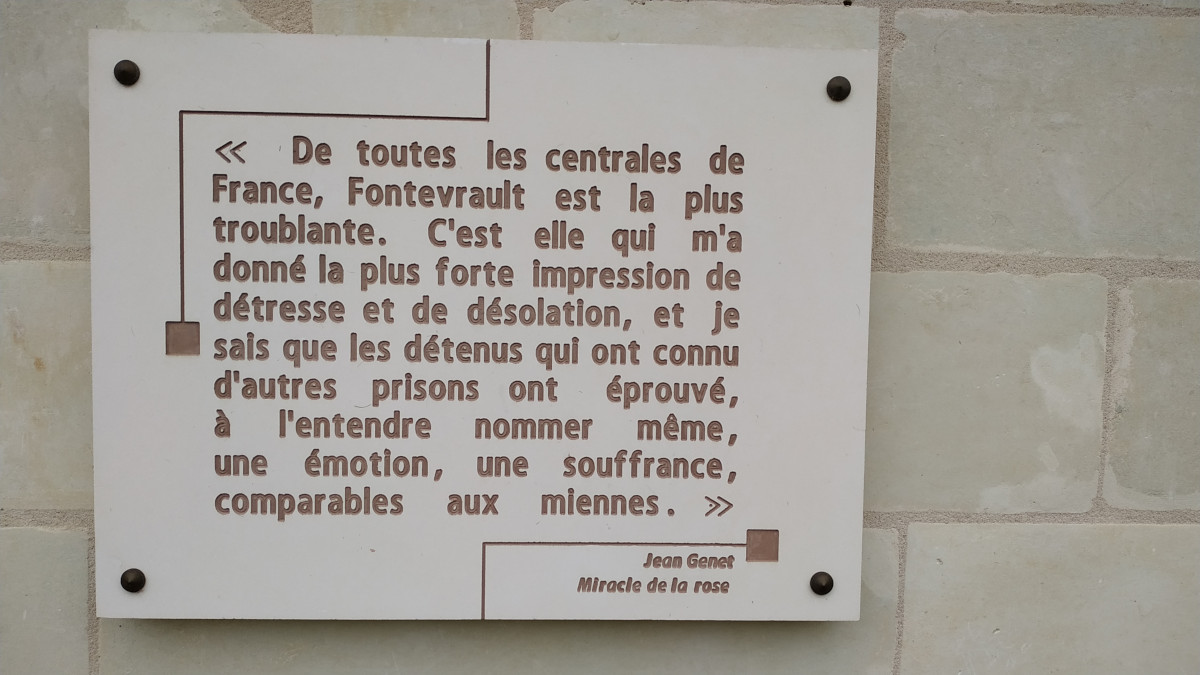 « De toutes les centrales de
France, Fontevrault est la plus
troublante. C'est elle qui m'a
donné la plus forte impression de
détresse et de désolation, et je
sais que les détenus qui ont connu
d'autres prisons ont éprouvé,
à l'entendre nommer même,
une émotion, une souffrance,
comparables aux miennes. »
Jean Genet
Miracle de la rose